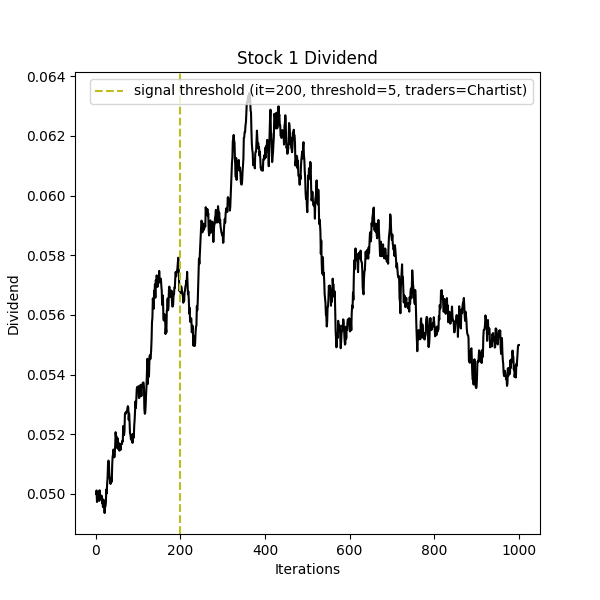 Stock 1 Dividend
signal threshold (it=200, threshold=5, traders=Chartist)
0.064
0.062
0.060
0.058
0.056
0.054
0.052
0.050
Dividend
0 200 400 600 800 1000
Iterations